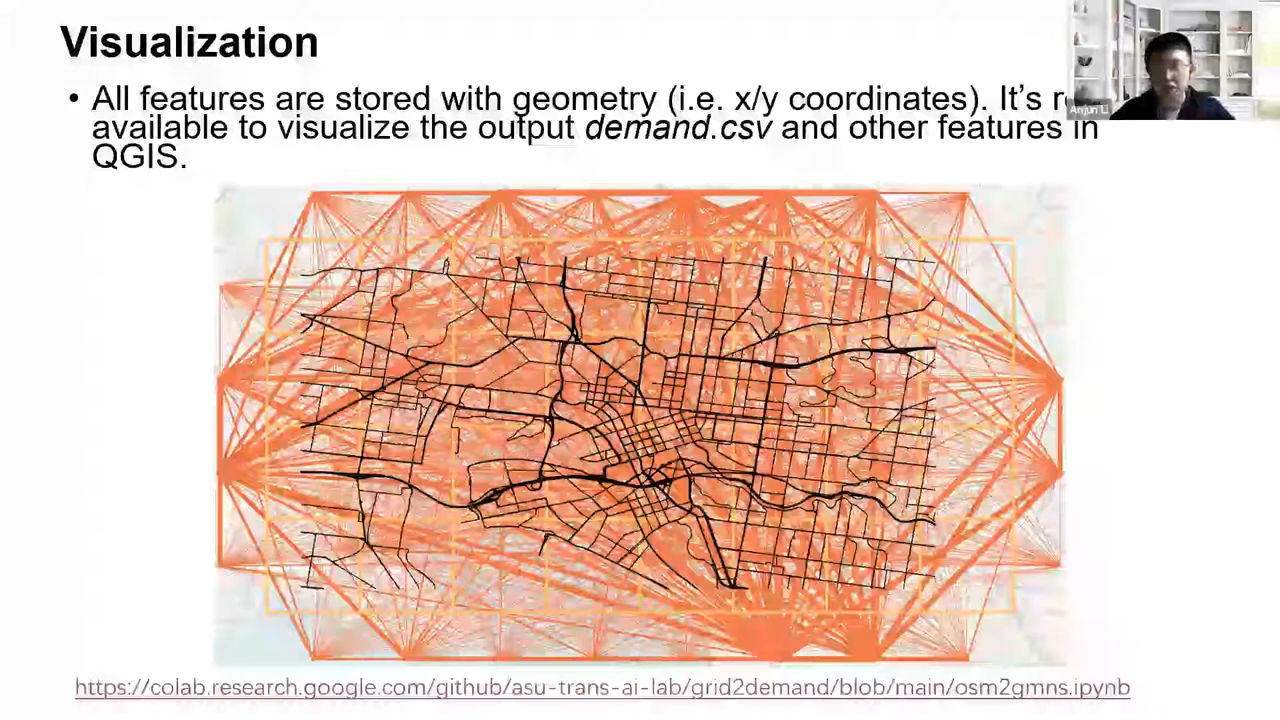 Visualization
• All features are stored with geometry (i.e. x/y coordinates). It's
available to visualize the output demand.csv and other features in
QGIS.
https://colab.research.google.com/github/asu-trans-ai-lab/grid2demand/blob/main/osm2gmns.ipynb